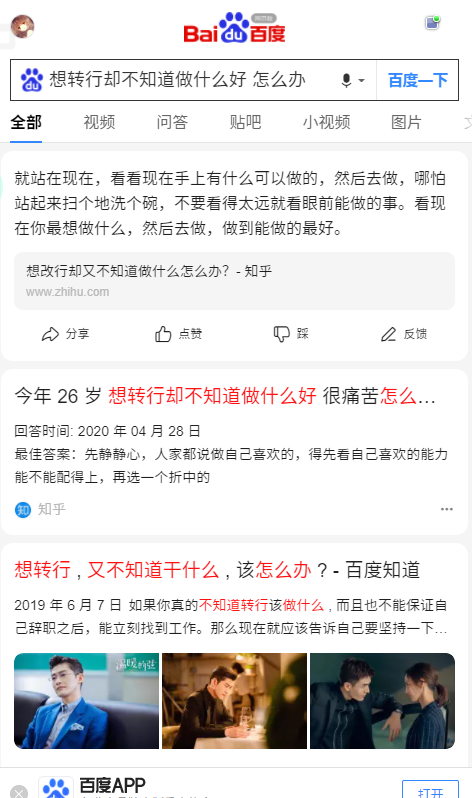 Bai du 百度
网页版
想转行却不知道做什么好 怎么办
百度一下
全部 视频 问答 贴吧 小视频 图片
就站在现在，看看现在手上有什么可以做的，然后去做，哪怕
站起来扫个地洗个碗，不要看得太远就看眼前能做的事。看现
在你最想做什么，然后去做，做到能做的最好。
想改行却又不知道做什么怎么办？- 知乎
www.zhihu.com
分享 点赞 踩 反馈
今年 26 岁 想转行却不知道做什么好 很痛苦怎么…
回答时间: 2020 年 04 月 28 日
最佳答案：先静静心，人家都说做自己喜欢的，得先看自己喜欢的能力
能不能配得上，再选一个折中的
知 知乎
想转行 , 又不知道干什么 , 该怎么办 ? - 百度知道
2019 年 6 月 7 日 如果你真的不知道转行该做什么 , 而且也不能保证自
己辞职之后，能立刻找到工作。那么现在就应该告诉自己要坚持一下…
温暖的弦
du 百度APP
打开